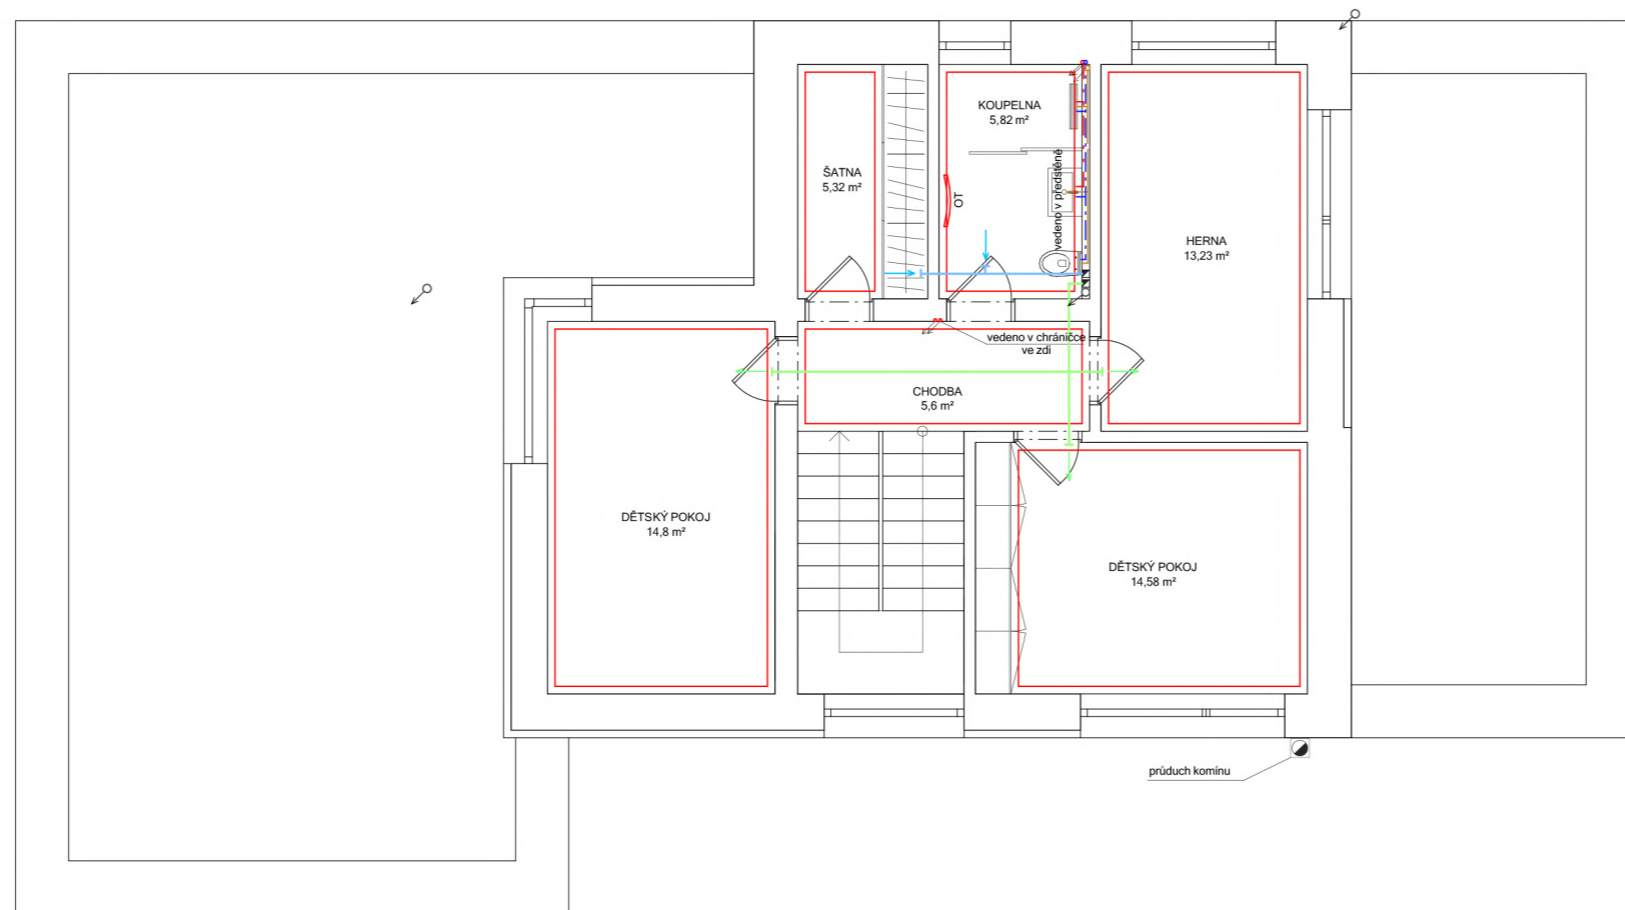 KOUPELNA
5,82 m²
ŠATNA
5,32 m²
OT
vedeno v předstěně
HERNA
13,23 m²
vedeno v chráničce
ve zdi
CHODBA
5,6 m²
DĚTSKÝ POKOJ
14,8 m²
DĚTSKÝ POKOJ
14,58 m²
průduch komínu